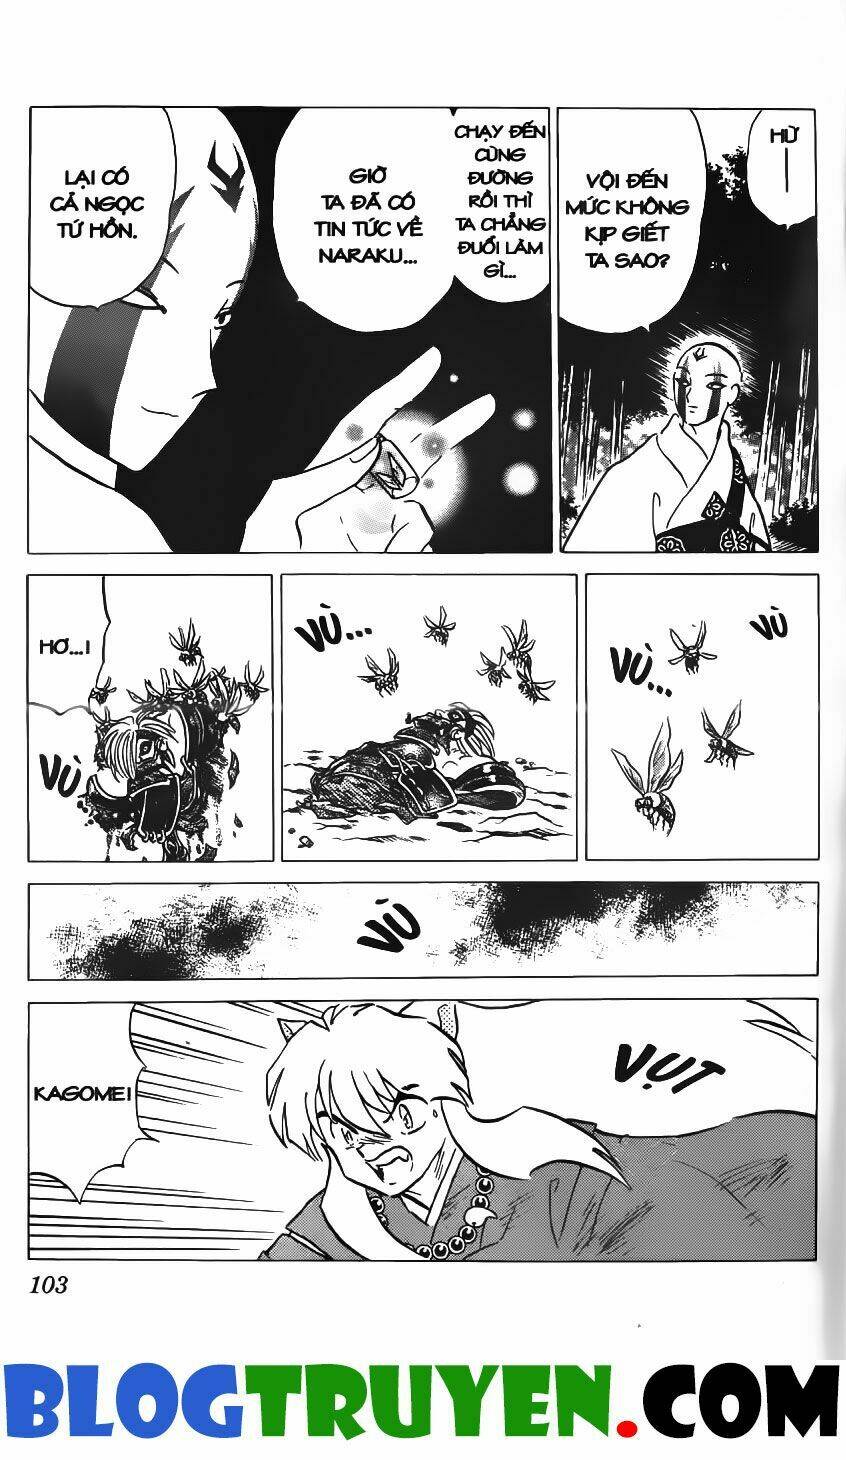 HỪ
—
VỘI ĐẾN
MỨC KHÔNG
KỊP GIẾT
TA SAO?
CHẠY ĐẾN
CÙNG
ĐƯỜNG
RỒI THÌ
TA CHẲNG
ĐUỔI LÀM
GÌ...
GIỜ
TA ĐÃ CÓ
TIN TỨC VỀ
NARAKU...
LẠI CÓ
CẢ NGỌC
TỨ HỒN.
VÙ
VÙ...
VÙ...
HƠ...!
VÙ
VÙ
VỤT
KAGOME!
103
BLOGTRUYEN.COM